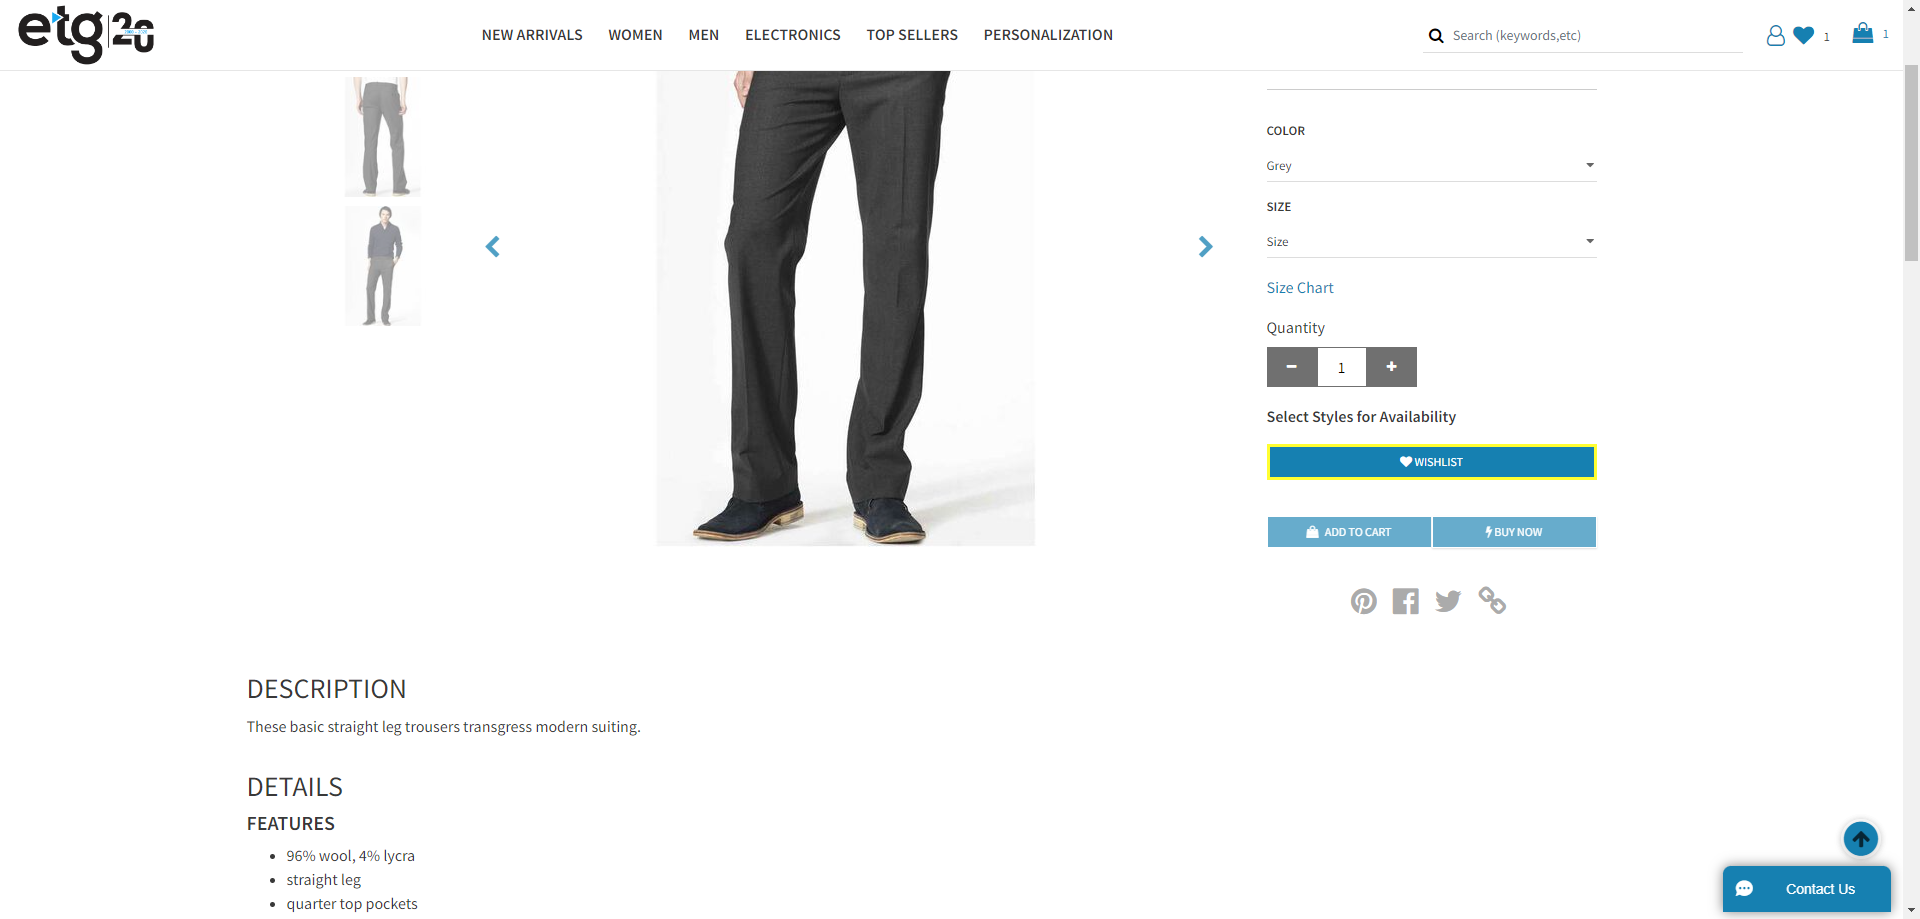 etg 20
NEW ARRIVALS WOMEN MEN ELECTRONICS TOP SELLERS PERSONALIZATION
Search (keywords,etc)
1
1
COLOR
Grey
SIZE
Size
Size Chart
Quantity
1
Select Styles for Availability
WISHLIST
ADD TO CART
BUY NOW
DESCRIPTION
These basic straight leg trousers transgress modern suiting.
DETAILS
FEATURES
• 96% wool, 4% lycra
• straight leg
• quarter top pockets
Contact Us